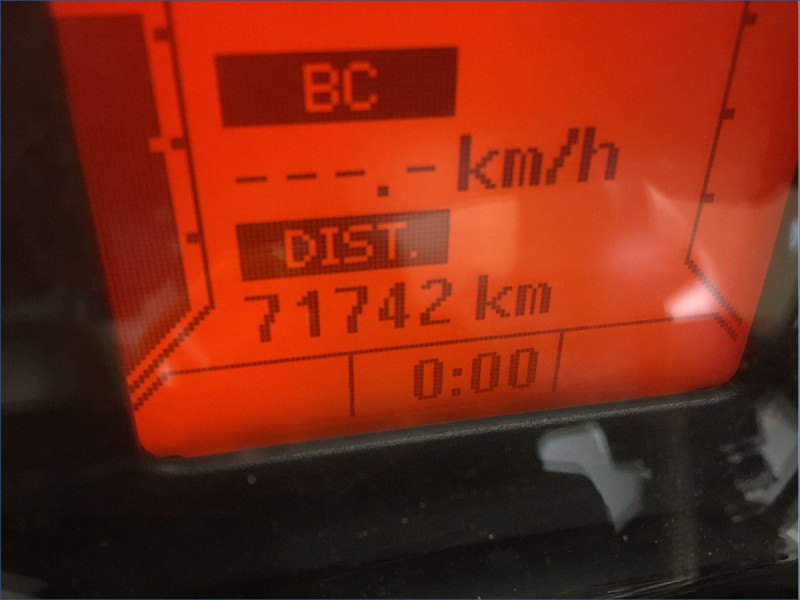 BC
---.- km/h
DIST.
71742 km
0:00